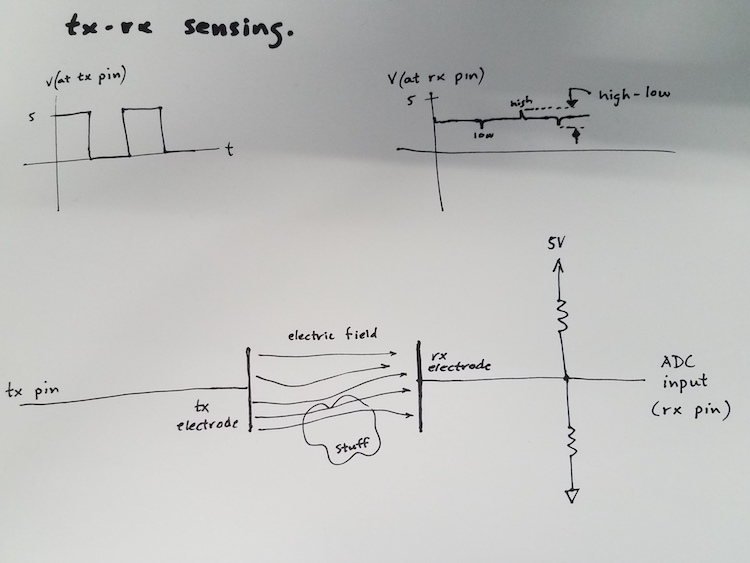 tx-rx sensing.
V(at tx pin)
5
t
V(at rx pin)
5
low
high
high-low
5V
electric field
tx pin
tx
electrode
stuff
rx
electrode
ADC
input
(rx pin)